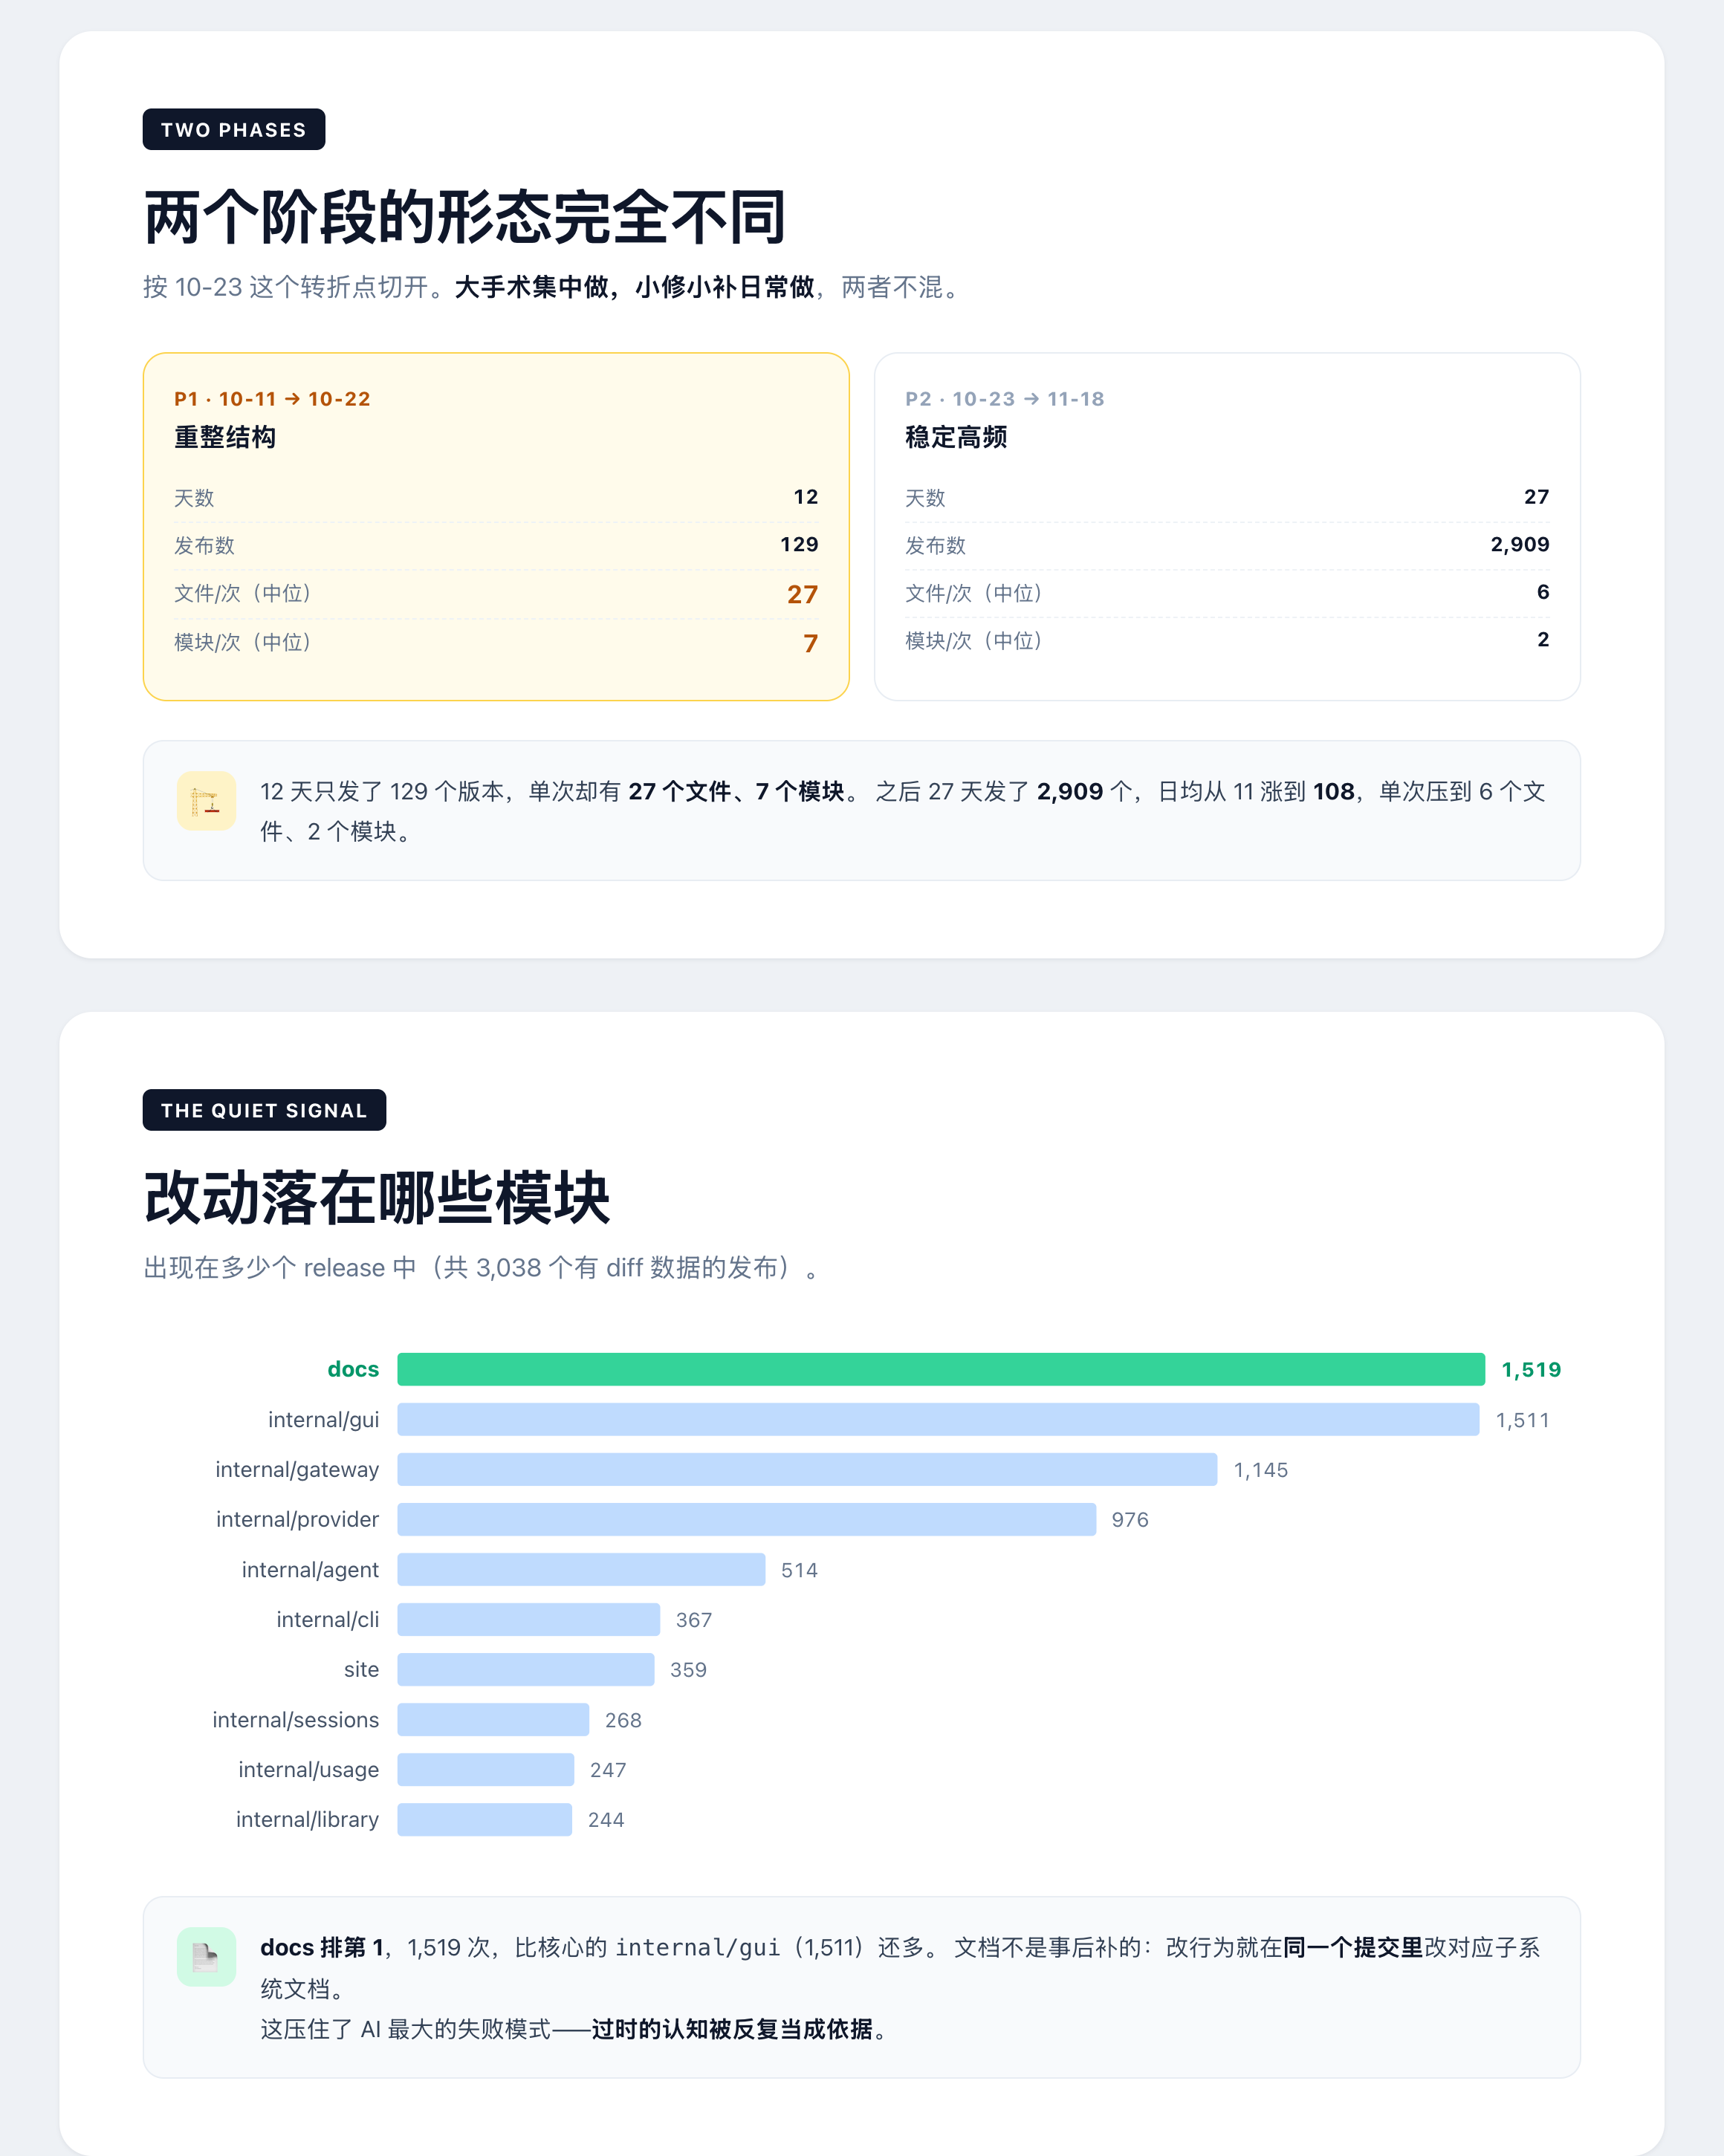 TWO PHASES
两个阶段的形态完全不同
按 10-23 这个转折点切开。大手术集中做，小修小补日常做，两者不混。
P1 · 10-11 → 10-22
重整结构
天数 12
发布数 129
文件/次（中位） 27
模块/次（中位） 7
P2 · 10-23 → 11-18
稳定高频
天数 27
发布数 2,909
文件/次（中位） 6
模块/次（中位） 2
12 天只发了 129 个版本，单次却有 27 个文件、7 个模块。 之后 27 天发了 2,909 个，日均从 11 涨到 108，单次压到 6 个文
件、2 个模块。
THE QUIET SIGNAL
改动落在哪些模块
出现在多少个 release 中（共 3,038 个有 diff 数据的发布）。
docs 1,519
internal/gui 1,511
internal/gateway 1,145
internal/provider 976
internal/agent 514
internal/cli 367
site 359
internal/sessions 268
internal/usage 247
internal/library 244
docs 排第 1，1,519 次，比核心的 internal/gui（1,511）还多。 文档不是事后补的：改行为就在同一个提交里改对应子系
统文档。
这压住了 AI 最大的失败模式——过时的认知被反复当成依据。